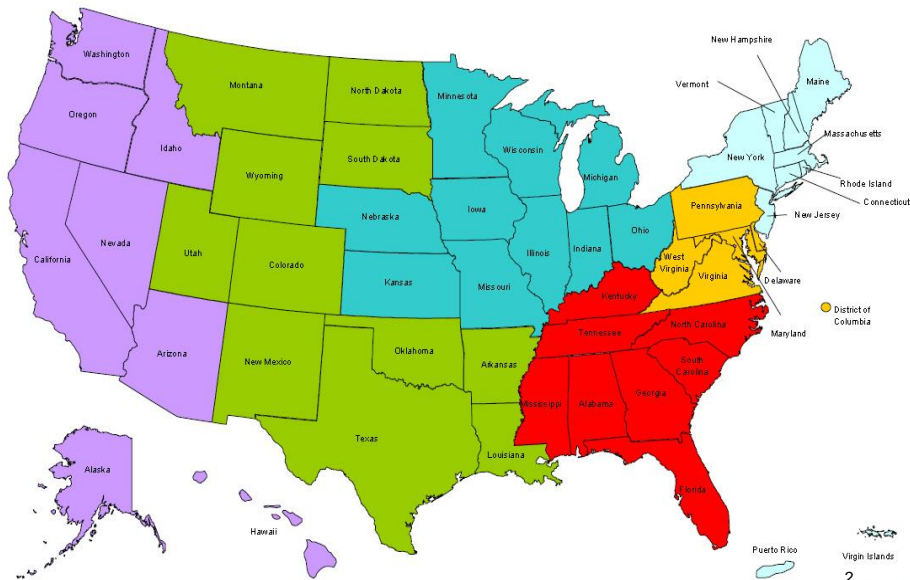 Washington
Oregon
Idaho
Montana
North Dakota
South Dakota
Wyoming
Minnesota
Wisconsin
Michigan
New Hampshire
Vermont
Maine
Massachusetts
New York
Rhode Island
Connecticut
New Jersey
Pennsylvania
Ohio
Indiana
Illinois
Iowa
Nebraska
Nevada
Utah
California
Colorado
Kansas
Missouri
West
Virginia
Virginia
Delaware
District of
Columbia
Maryland
Kentucky
Tennessee
North Carolina
South
Carolina
Arizona
New Mexico
Oklahoma
Arkansas
Mississippi
Alabama
Georgia
Texas
Louisiana
Florida
Alaska
Hawaii
Puerto Rico
Virgin Islands
2